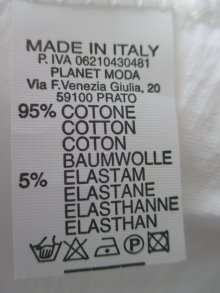 MADE IN ITALY
P. IVA 06210430481
PLANET MODA
Via F.Venezia Giulia, 20
59100 PRATO
95% COTONE
COTTON
COTON
BAUMWOLLE
5% ELASTAM
ELASTANE
ELASTHANNE
ELASTHAN